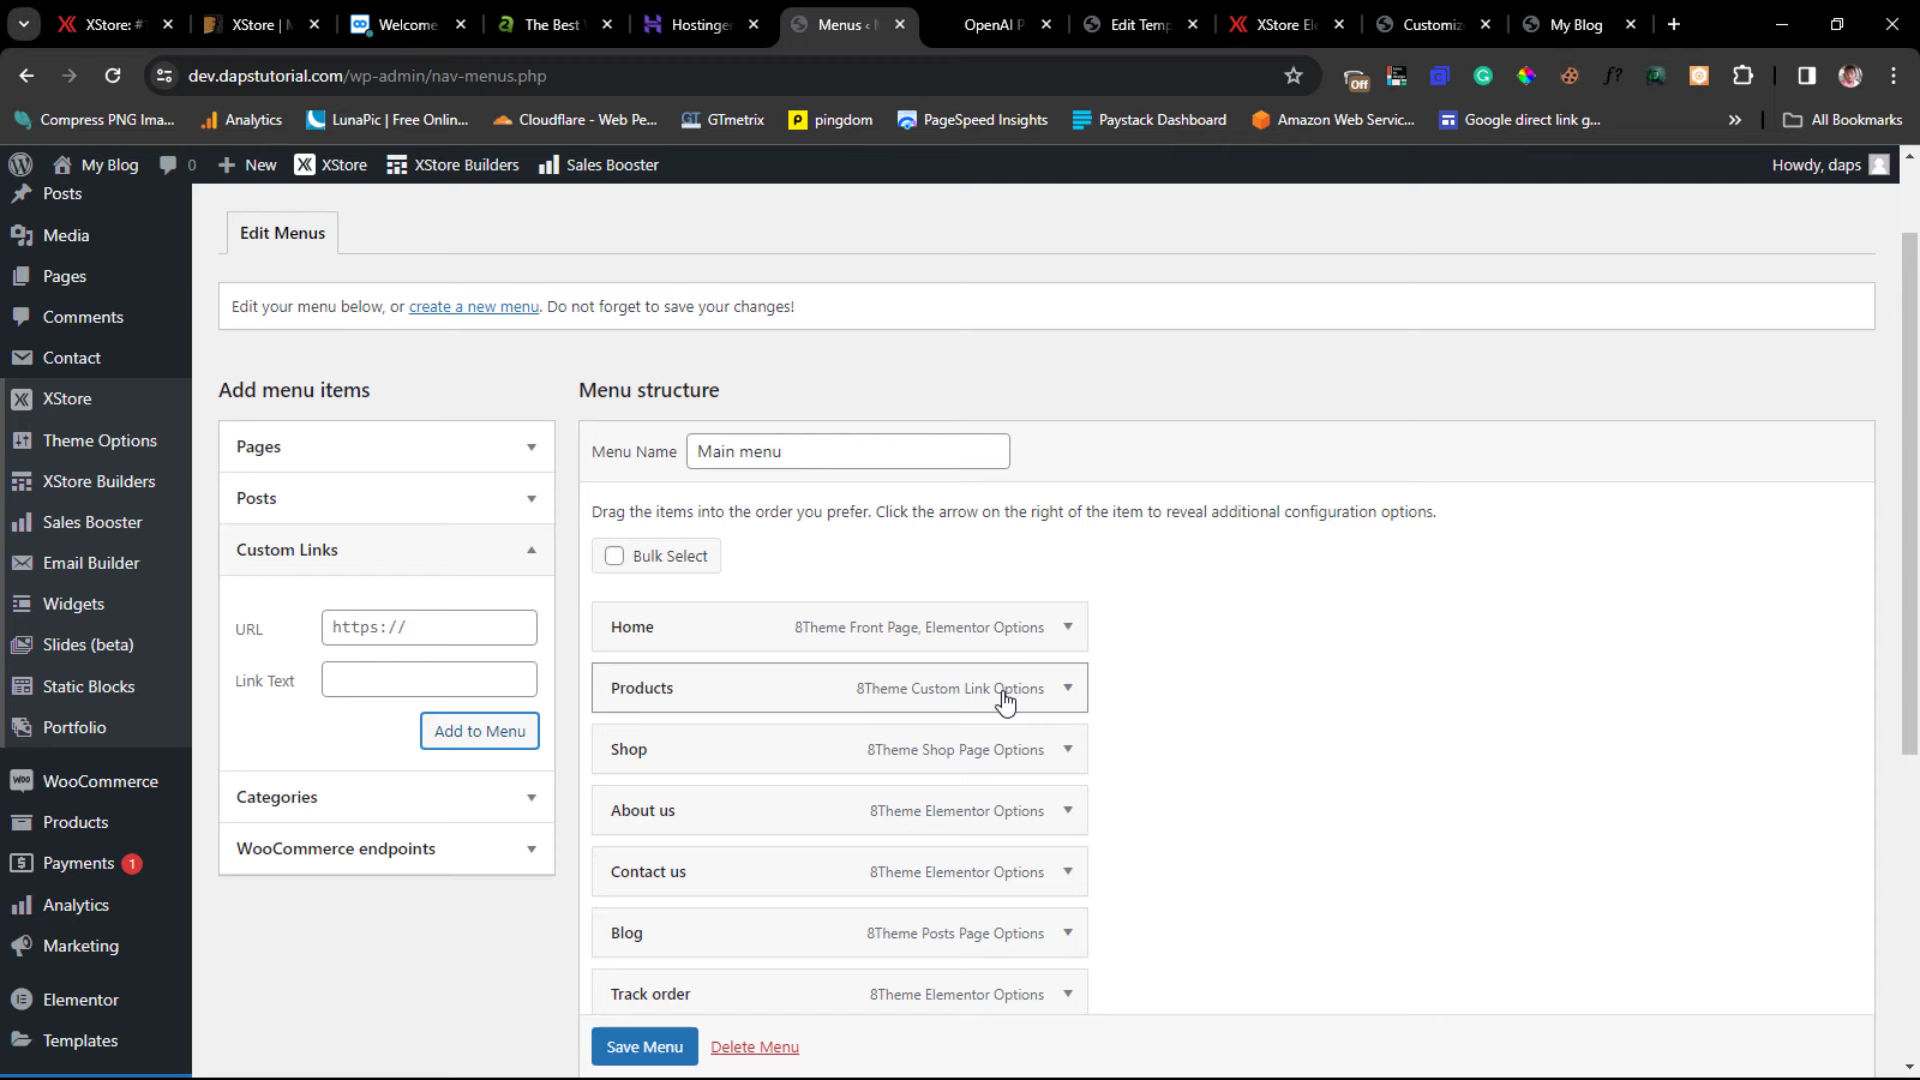 XStore: #
XStore | M
Welcome
The Best
Hostinger
Menus ‹
OpenAI P
Edit Temp
XStore Ele
Customiz
My Blog
dev.dapstutorial.com/wp-admin/nav-menus.php
Off
f?
Compress PNG Ima...
Analytics
LunaPic | Free Onlin...
Cloudflare - Web Pe...
GT GTmetrix
pingdom
PageSpeed Insights
Paystack Dashboard
Amazon Web Servic...
Google direct link g...
All Bookmarks
My Blog
0
New
XStore
XStore Builders
Sales Booster
Howdy, daps
Posts
Media
Pages
Comments
Contact
XStore
Theme Options
XStore Builders
Sales Booster
Email Builder
Widgets
Slides (beta)
Static Blocks
Portfolio
WooCommerce
Products
Payments 1
Analytics
Marketing
Elementor
Templates
Edit Menus
Edit your menu below, or create a new menu. Do not forget to save your changes!
Add menu items
Pages
Posts
Custom Links
URL https://
Link Text
Add to Menu
Categories
WooCommerce endpoints
Menu structure
Menu Name Main menu
Drag the items into the order you prefer. Click the arrow on the right of the item to reveal additional configuration options.
Bulk Select
Home 8Theme Front Page, Elementor Options
Products 8Theme Custom Link Options
Shop 8Theme Shop Page Options
About us 8Theme Elementor Options
Contact us 8Theme Elementor Options
Blog 8Theme Posts Page Options
Track order 8Theme Elementor Options
Save Menu Delete Menu